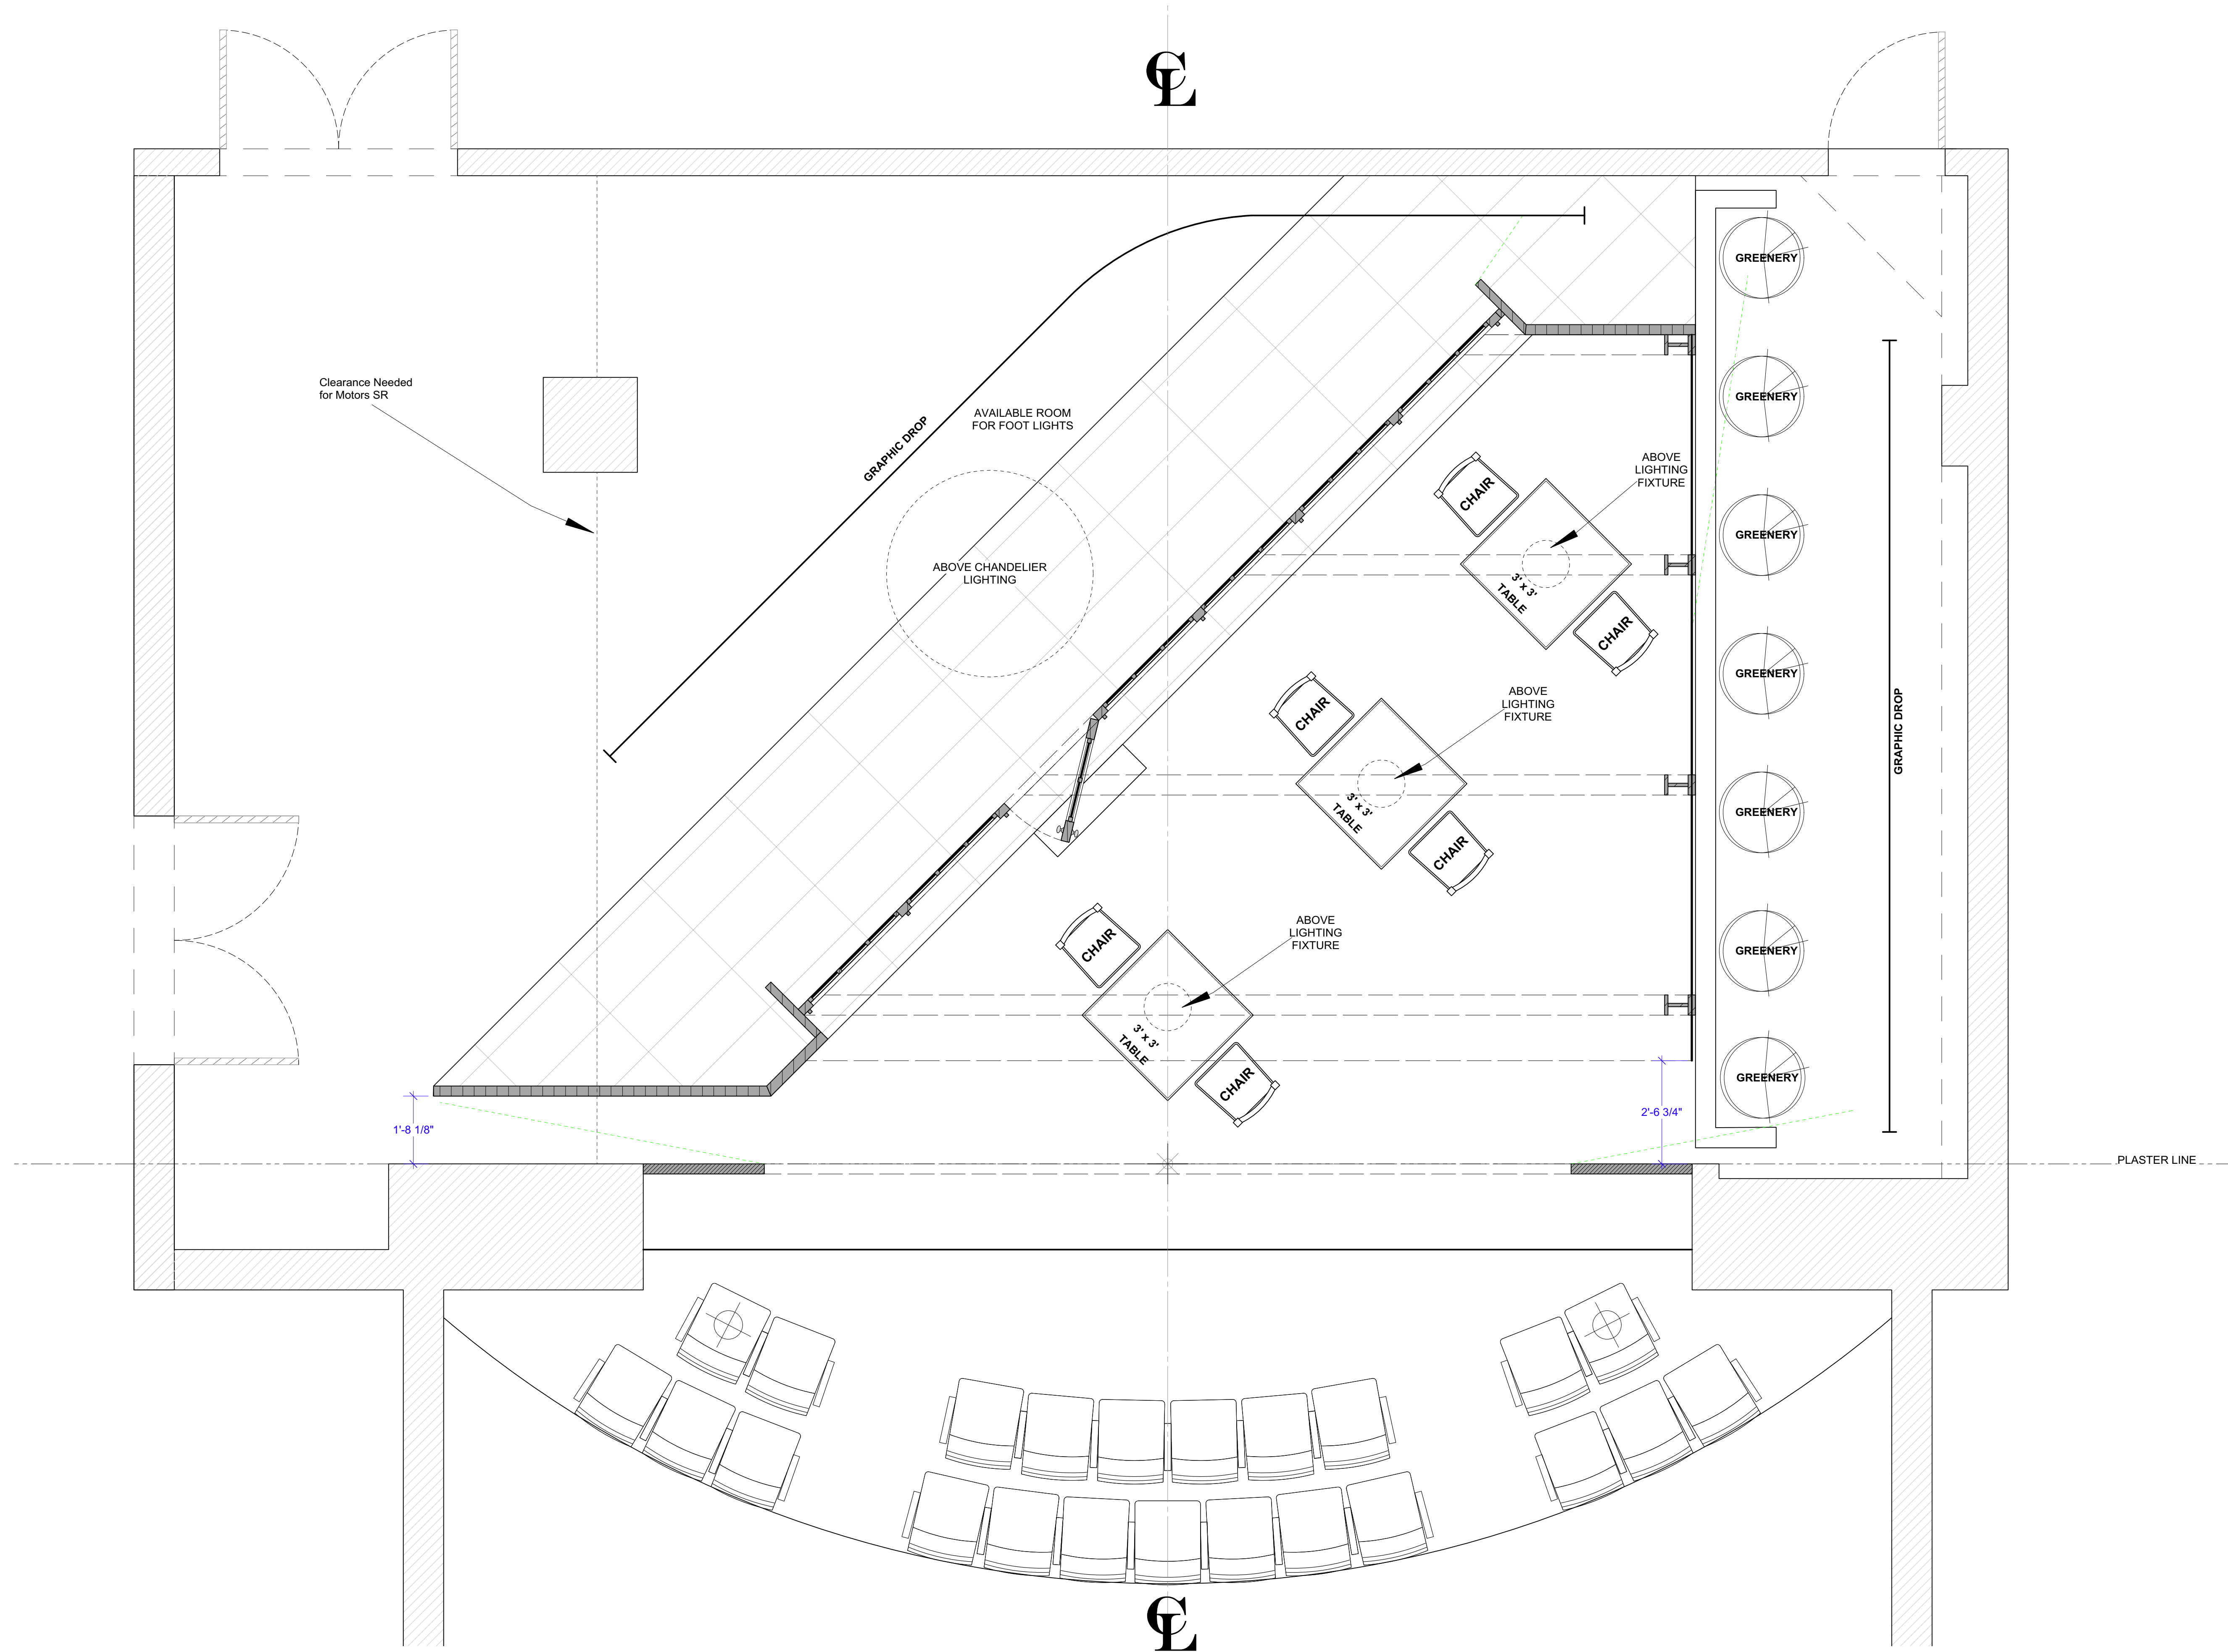 CL
Clearance Needed
for Motors SR
GRAPHIC DROP
AVAILABLE ROOM
FOR FOOT LIGHTS
ABOVE CHANDELIER
LIGHTING
ABOVE
LIGHTING
FIXTURE
CHAIR
3' x 3'
TABLE
CHAIR
ABOVE
LIGHTING
FIXTURE
CHAIR
3' x 3'
TABLE
CHAIR
ABOVE
LIGHTING
FIXTURE
CHAIR
3' x 3'
TABLE
CHAIR
GREENERY
GREENERY
GREENERY
GREENERY
GREENERY
GREENERY
GREENERY
GRAPHIC DROP
1'-8 1/8"
2'-6 3/4"
PLASTER LINE
CL